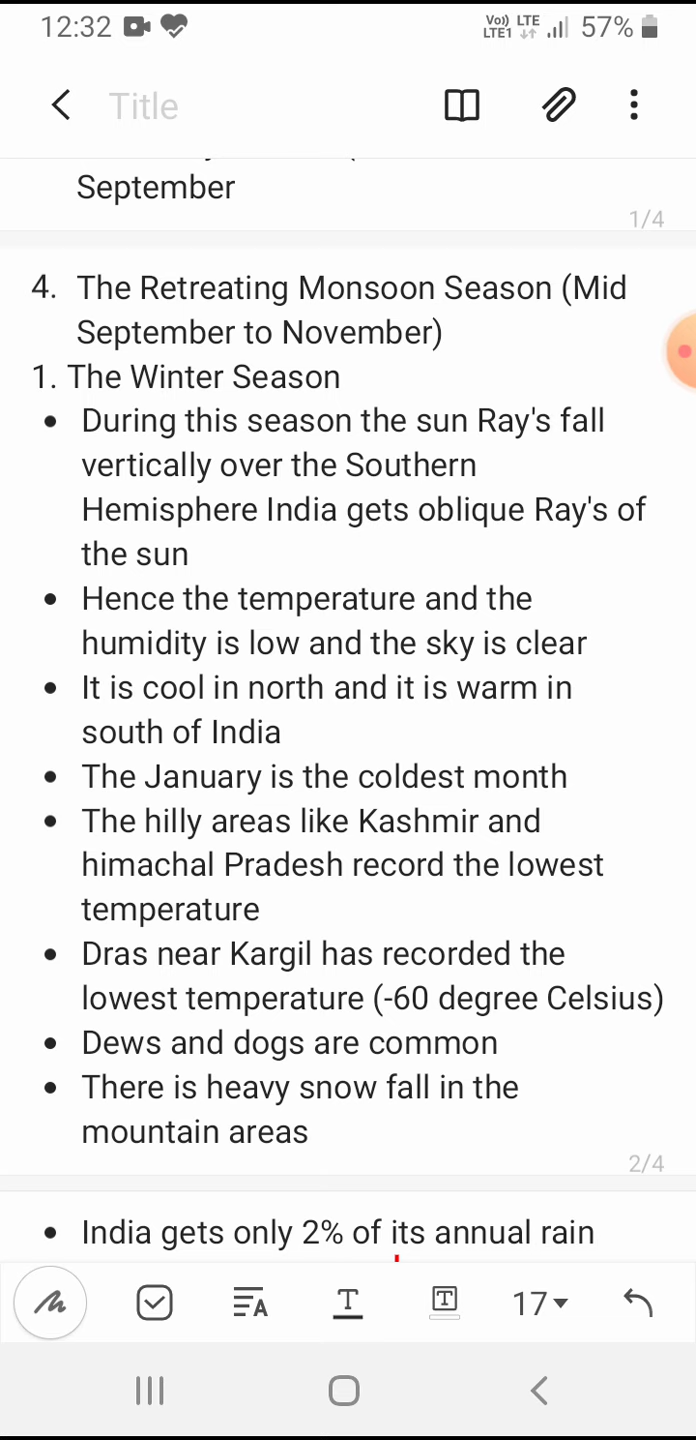 12:32 Vo)) LTE LTE1 57%
Title
September
1/4
4. The Retreating Monsoon Season (Mid
September to November)
1. The Winter Season
• During this season the sun Ray's fall
vertically over the Southern
Hemisphere India gets oblique Ray's of
the sun
• Hence the temperature and the
humidity is low and the sky is clear
• It is cool in north and it is warm in
south of India
• The January is the coldest month
• The hilly areas like Kashmir and
himachal Pradesh record the lowest
temperature
• Dras near Kargil has recorded the
lowest temperature (-60 degree Celsius)
• Dews and dogs are common
• There is heavy snow fall in the
mountain areas
2/4
• India gets only 2% of its annual rain
17